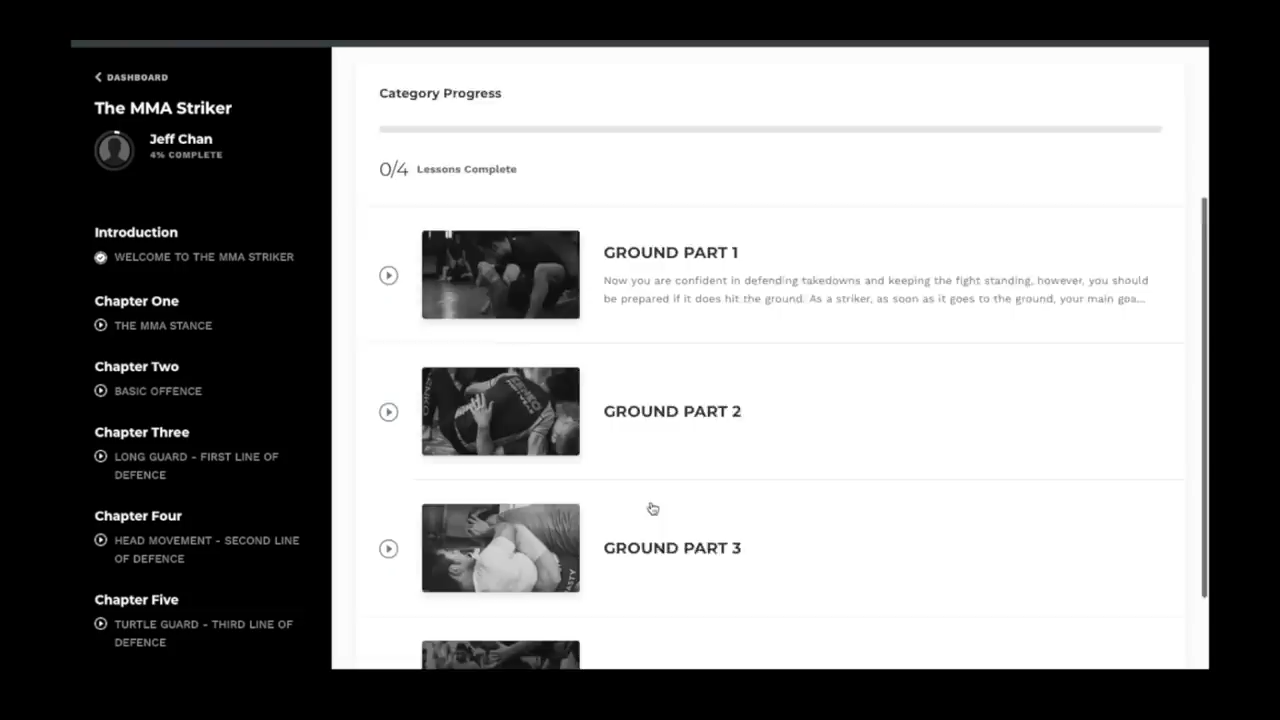 DASHBOARD
The MMA Striker
Jeff Chan
4% COMPLETE
Introduction
WELCOME TO THE MMA STRIKER
Chapter One
THE MMA STANCE
Chapter Two
BASIC OFFENCE
Chapter Three
LONG GUARD - FIRST LINE OF
DEFENCE
Chapter Four
HEAD MOVEMENT - SECOND LINE
OF DEFENCE
Chapter Five
TURTLE GUARD - THIRD LINE OF
DEFENCE
Category Progress
0/4 Lessons Complete
GROUND PART 1
Now you are confident in defending takedowns and keeping the fight standing, however, you should
be prepared if it does hit the ground. As a striker, as soon as it goes to the ground, your main goa...
GROUND PART 2
GROUND PART 3